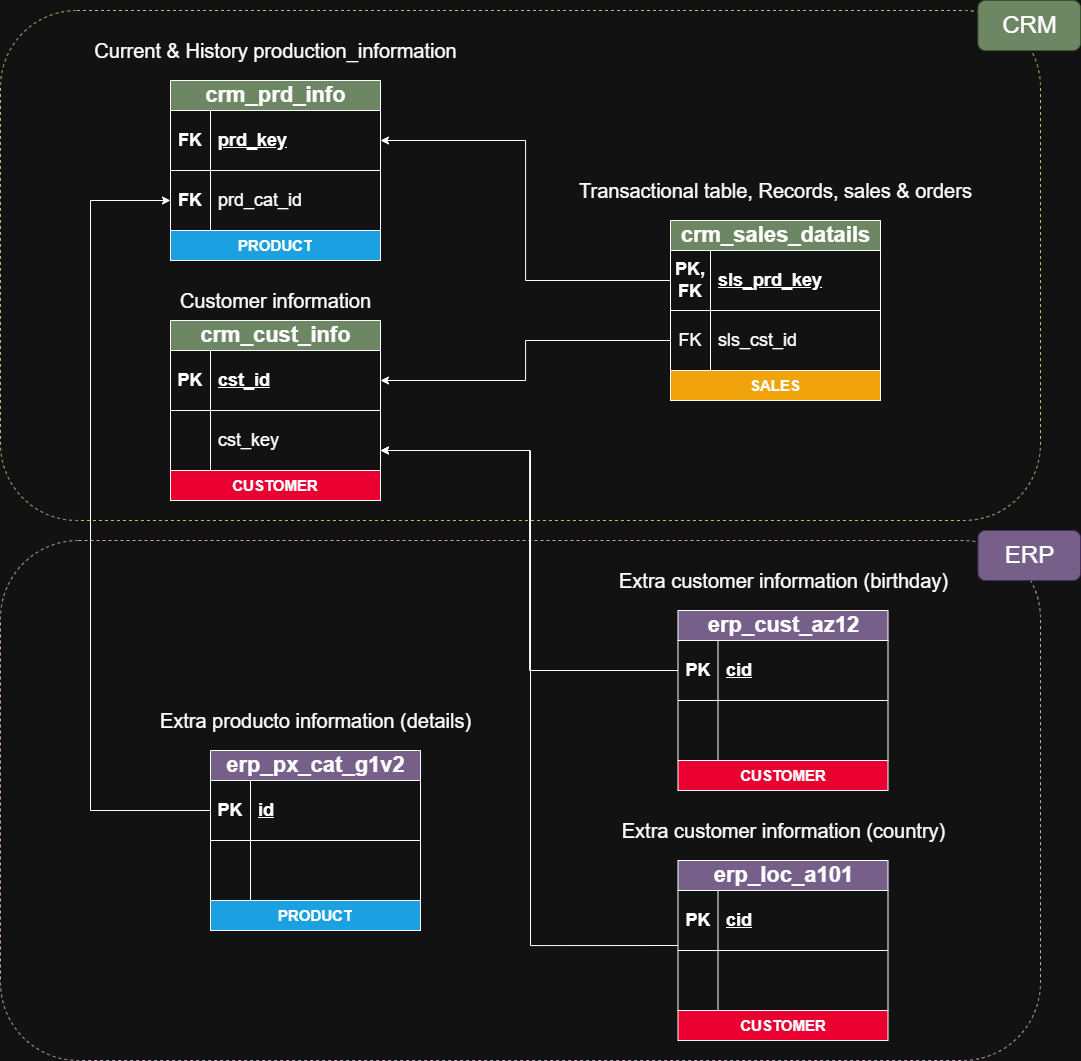 CRM
Current & History production_information
crm_prd_info
FK prd_key
FK prd_cat_id
PRODUCT
Transactional table, Records, sales & orders
crm_sales_datails
PK,
FK
sls_prd_key
FK sls_cst_id
SALES
Customer information
crm_cust_info
PK cst_id
cst_key
CUSTOMER
ERP
Extra customer information (birthday)
erp_cust_az12
PK cid
CUSTOMER
Extra producto information (details)
erp_px_cat_g1v2
PK id
PRODUCT
Extra customer information (country)
erp_loc_a101
PK cid
CUSTOMER